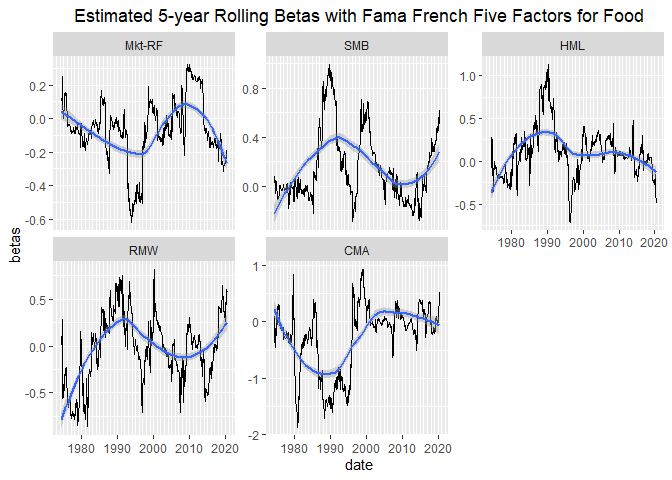 Estimated 5-year Rolling Betas with Fama French Five Factors for Food
Mkt-RF
SMB
HML
0.2
0.0
-0.2
-0.4
-0.6
0.8
0.4
0.0
1.0
0.5
0.0
-0.5
1980 1990 2000 2010 2020
betas
RMW
CMA
0.5
0.0
-0.5
1
0
-1
-2
1980 1990 2000 2010 2020
1980 1990 2000 2010 2020
date